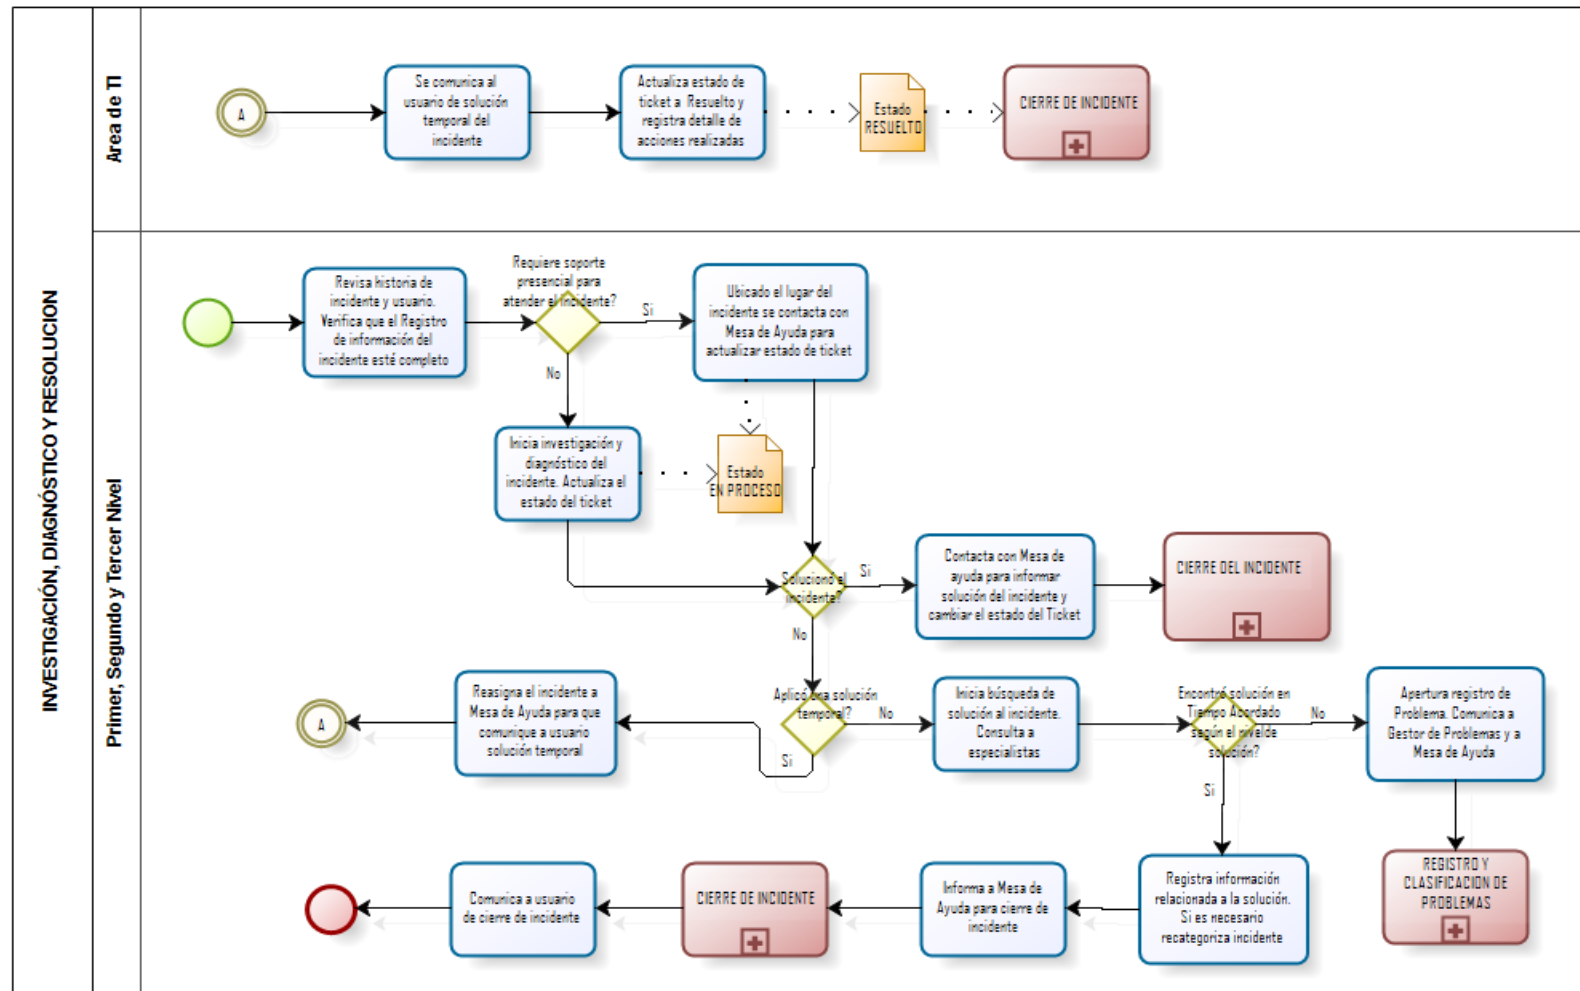 INVESTIGACIÓN, DIAGNÓSTICO Y RESOLUCION
Area de TI
A
Se comunica al
usuario de solución
temporal del
incidente
Actualiza estado de
ticket a Resuelto y
registra detalle de
acciones realizadas
Estado
RESUELTO
CIERRE DE INCIDENTE
Primer, Segundo y Tercer Nivel
Revisa historia de
incidente y usuario.
Verifica que el Registro
de información del
incidente esté completo
Requiere soporte
presencial para
atender el incidente?
Si
No
Ubicado el lugar del
incidente se contacta con
Mesa de Ayuda para
actualizar estado de ticket
Inicia investigación y
diagnóstico del
incidente. Actualiza el
estado del ticket
Estado
EN PROCESO
Solucionó el
incidente?
Si
No
Contacta con Mesa de
ayuda para informar
solución del incidente y
cambiar el estado del Ticket
CIERRE DEL INCIDENTE
A
Reasigna el incidente a
Mesa de Ayuda para que
comunique a usuario
solución temporal
Aplicó una solución
temporal?
No
Si
Inicia búsqueda de
solución al incidente.
Consulta a
especialistas
Encontró solución en
Tiempo Abordado
según el nivelde
solución?
No
Si
Apertura registro de
Problema. Comunica a
Gestor de Problemas y a
Mesa de Ayuda
Comunica a usuario
de cierre de incidente
CIERRE DE INCIDENTE
Informa a Mesa de
Ayuda para cierre de
incidente
Registra información
relacionada a la solución.
Si es necesario
recategoriza incidente
REGISTRO Y
CLASIFICACION DE
PROBLEMAS